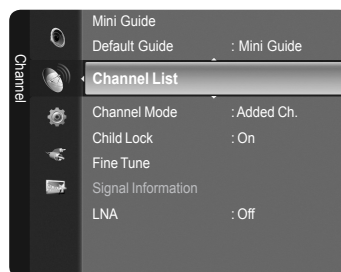 Channel
Mini Guide
Default Guide : Mini Guide
Channel List
Channel Mode : Added Ch.
Child Lock : On
Fine Tune
Signal Information
LNA : Off